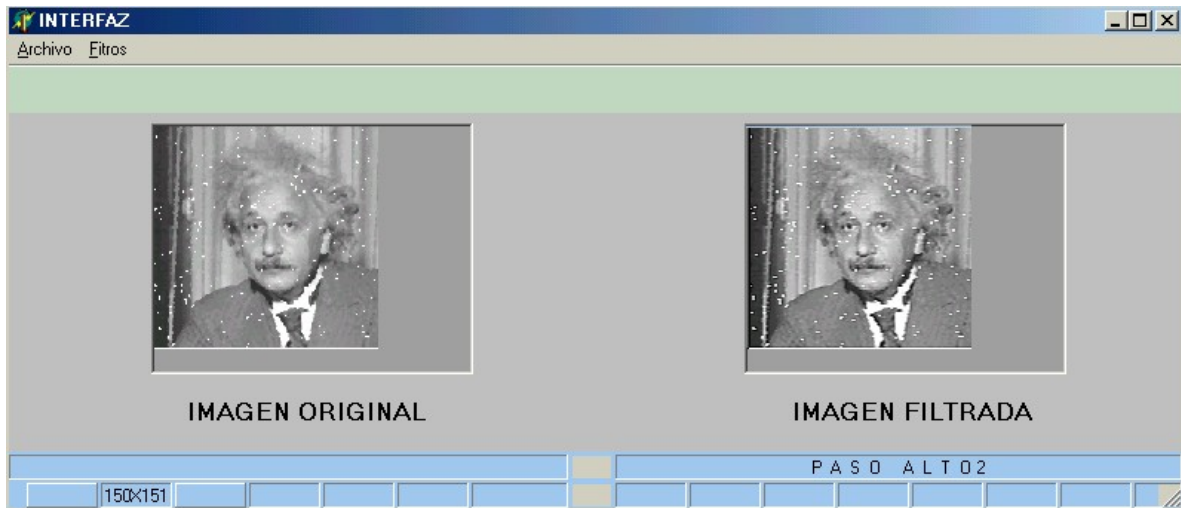 INTERFAZ
Archivo Fitros
IMAGEN ORIGINAL
IMAGEN FILTRADA
PASO ALTO2
150X151